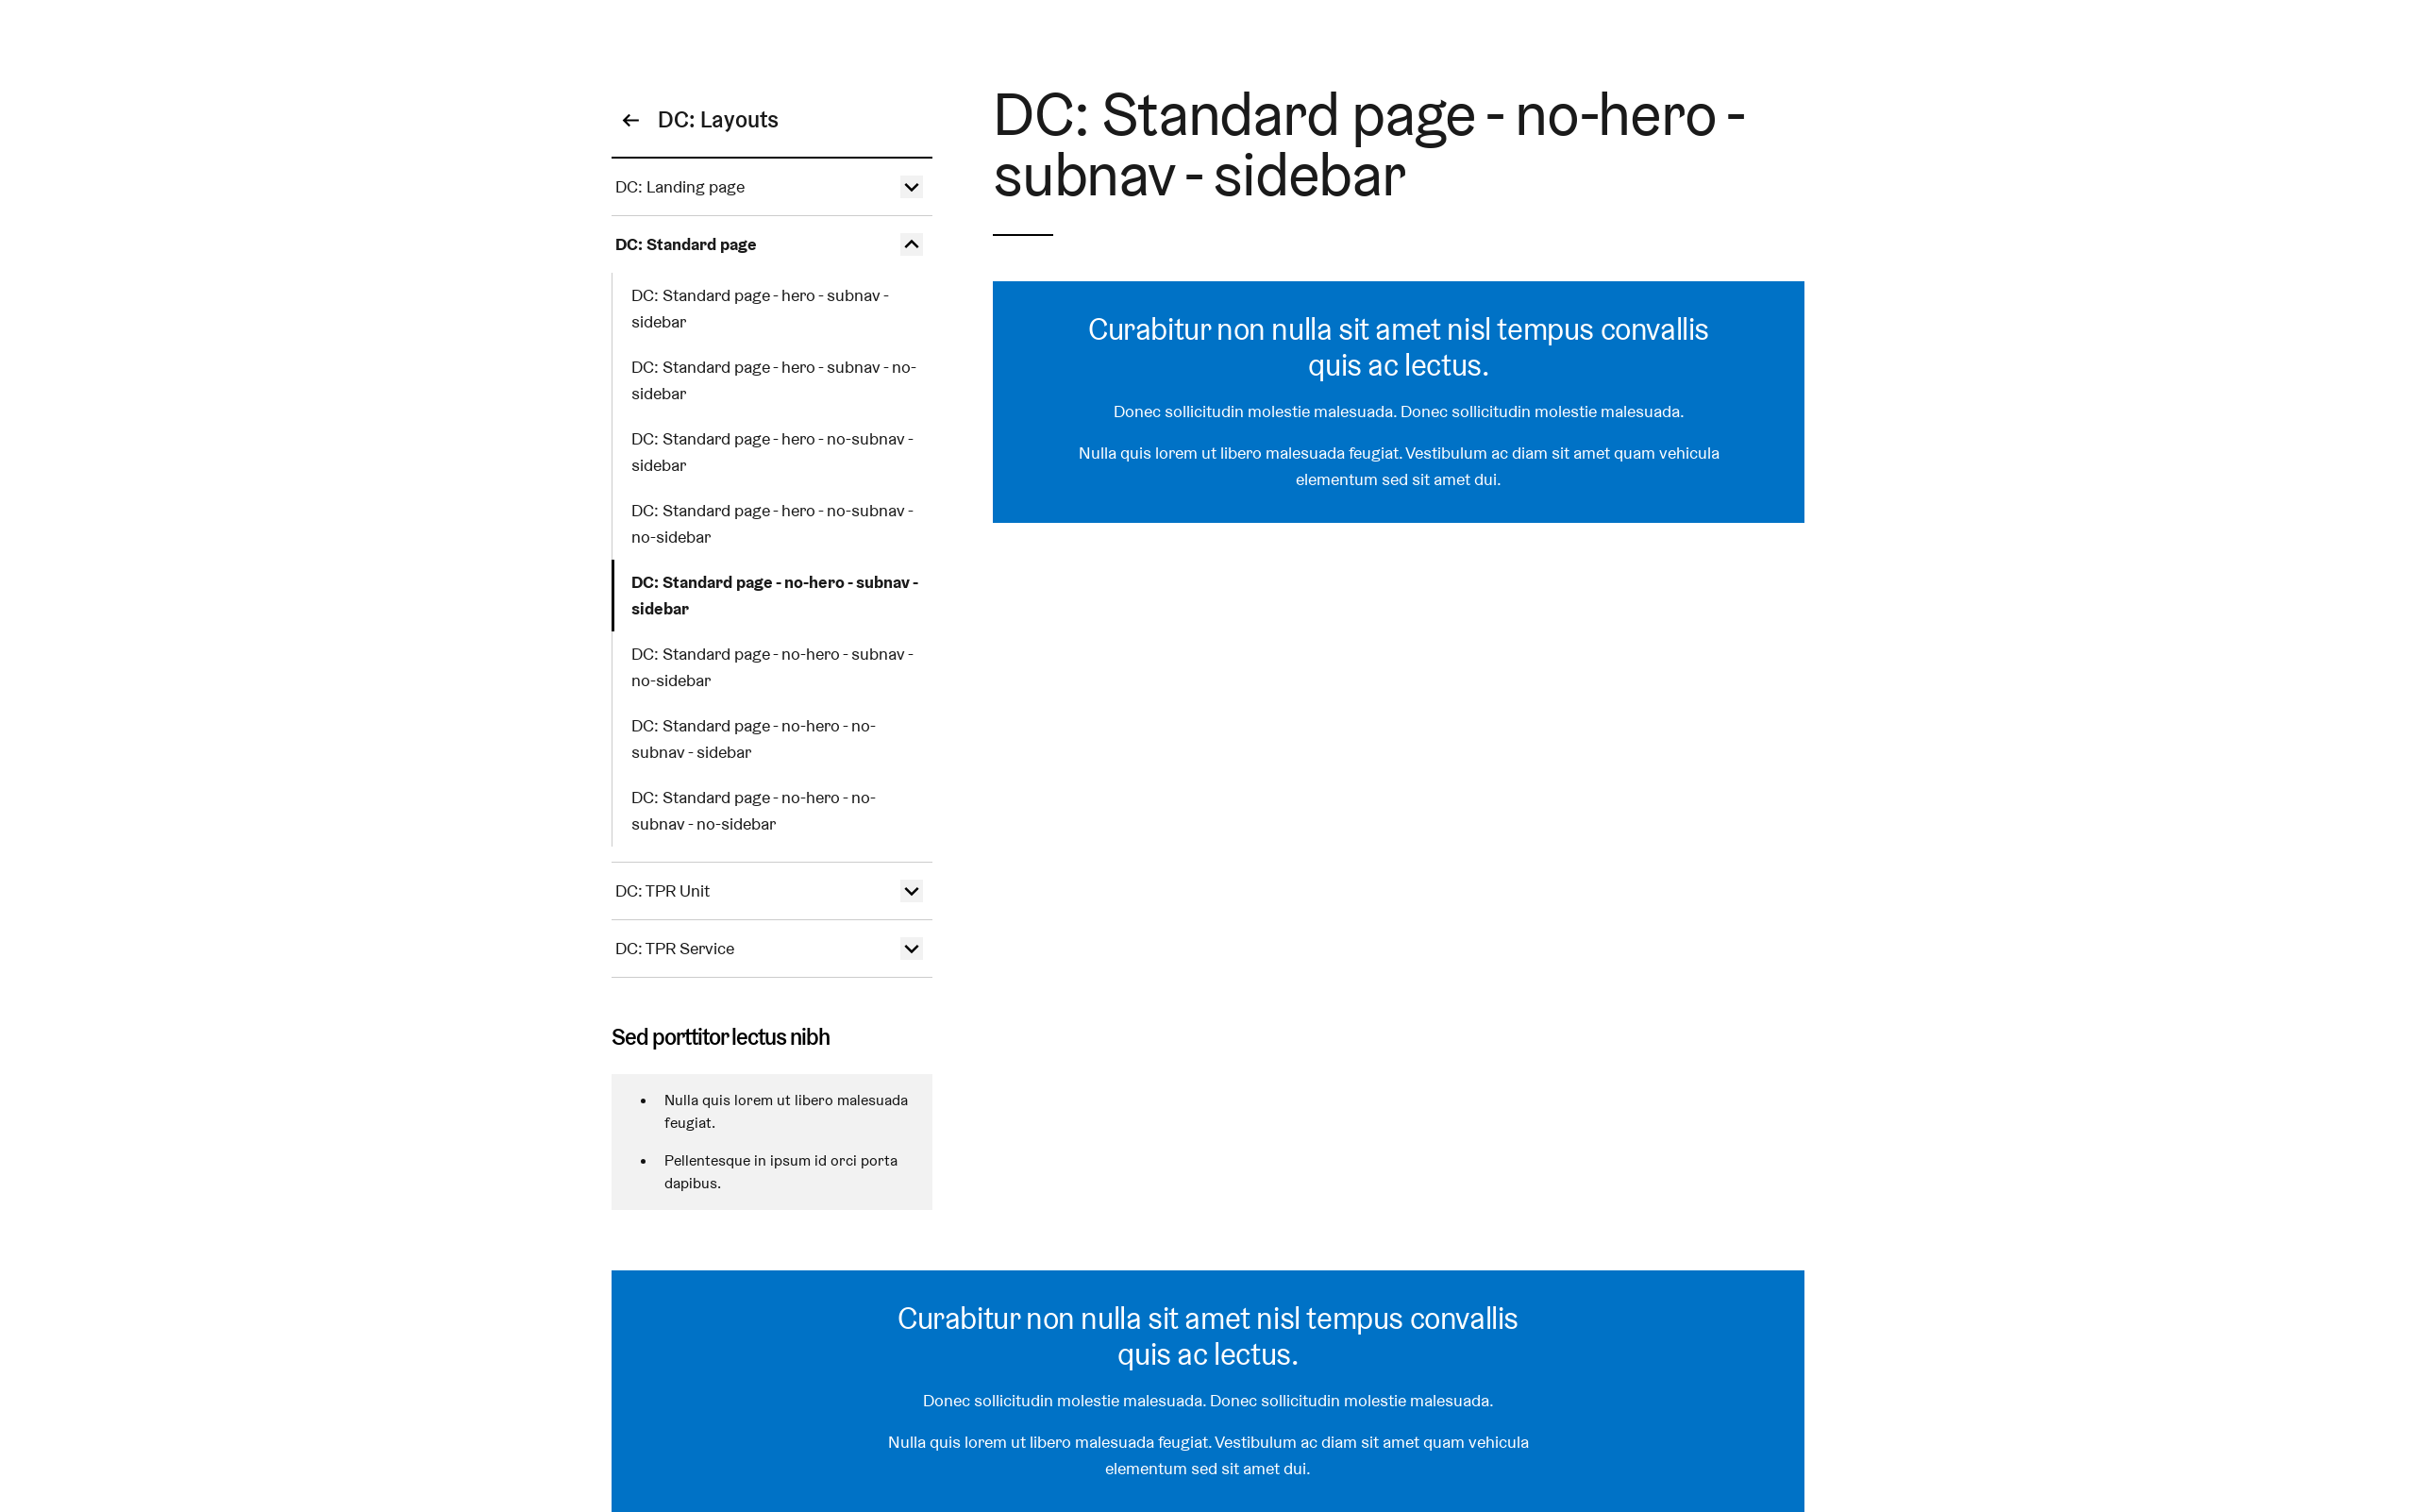 DC: Layouts
DC: Landing page
DC: Standard page
DC: Standard page - hero - subnav -
sidebar
DC: Standard page - hero - subnav - no-
sidebar
DC: Standard page - hero - no-subnav -
sidebar
DC: Standard page - hero - no-subnav -
no-sidebar
DC: Standard page - no-hero - subnav -
sidebar
DC: Standard page - no-hero - subnav -
no-sidebar
DC: Standard page - no-hero - no-
subnav - sidebar
DC: Standard page - no-hero - no-
subnav - no-sidebar
DC: TPR Unit
DC: TPR Service
Sed porttitor lectus nibh
Nulla quis lorem ut libero malesuada
feugiat.
Pellentesque in ipsum id orci porta
dapibus.
DC: Standard page - no-hero -
subnav - sidebar
Curabitur non nulla sit amet nisl tempus convallis
quis ac lectus.
Donec sollicitudin molestie malesuada. Donec sollicitudin molestie malesuada.
Nulla quis lorem ut libero malesuada feugiat. Vestibulum ac diam sit amet quam vehicula
elementum sed sit amet dui.
Curabitur non nulla sit amet nisl tempus convallis
quis ac lectus.
Donec sollicitudin molestie malesuada. Donec sollicitudin molestie malesuada.
Nulla quis lorem ut libero malesuada feugiat. Vestibulum ac diam sit amet quam vehicula
elementum sed sit amet dui.